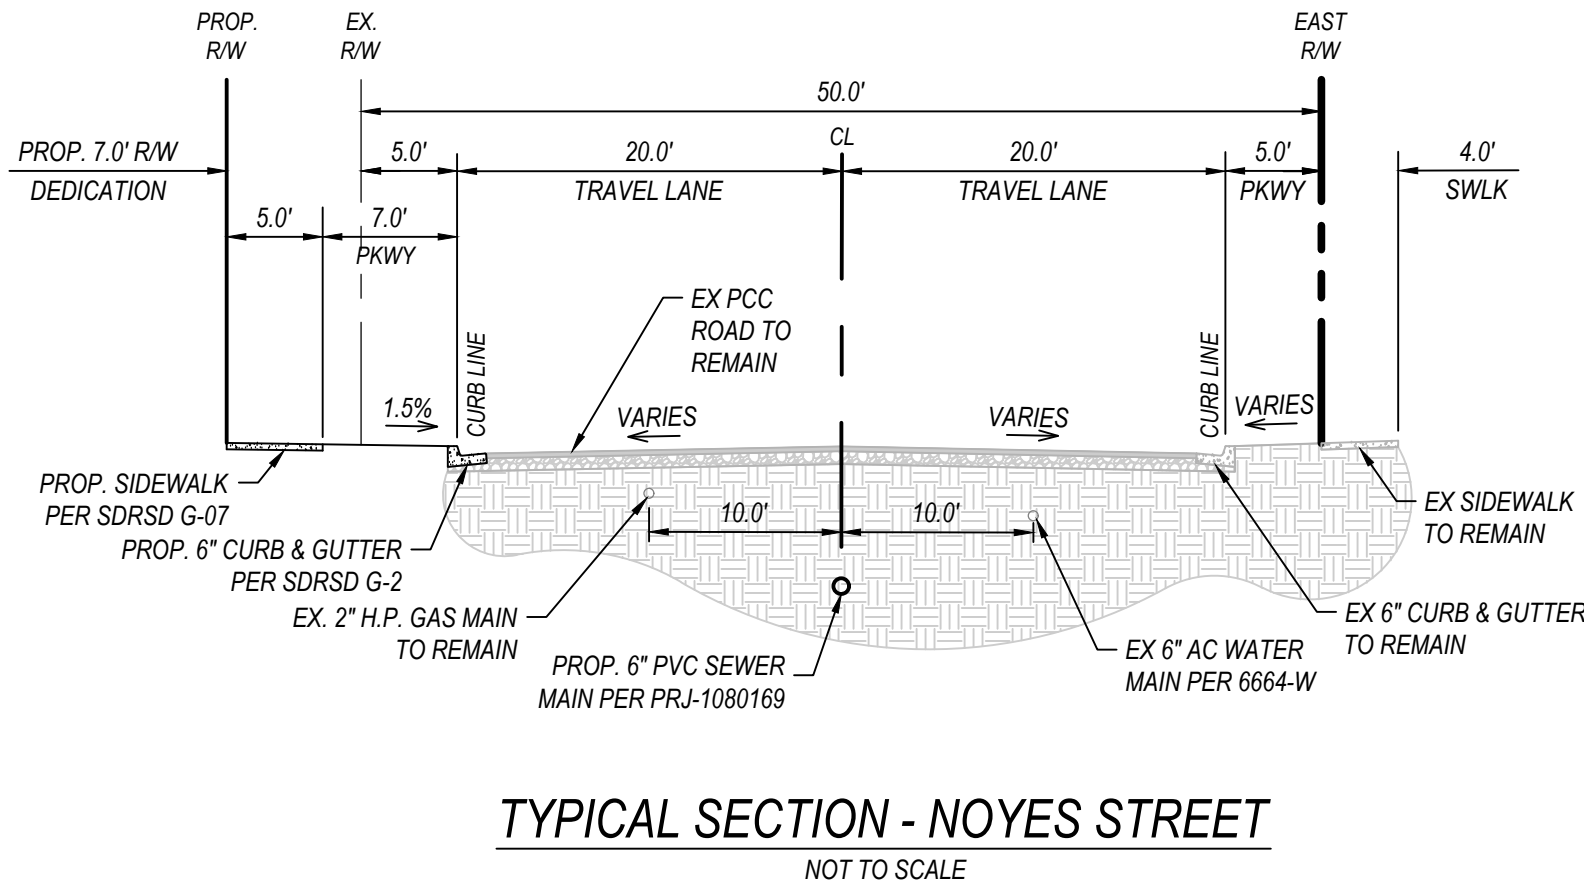 PROP.
R/W
EX.
R/W
EAST
R/W
50.0'
CL
PROP. 7.0' R/W
DEDICATION
5.0'
20.0'
TRAVEL LANE
20.0'
TRAVEL LANE
5.0'
PKWY
4.0'
SWLK
5.0'
7.0'
PKWY
EX PCC
ROAD TO
REMAIN
CURB LINE
CURB LINE
1.5%
VARIES
VARIES
VARIES
PROP. SIDEWALK
PER SDRSD G-07
PROP. 6" CURB & GUTTER
PER SDRSD G-2
EX. 2" H.P. GAS MAIN
TO REMAIN
10.0'
10.0'
PROP. 6" PVC SEWER
MAIN PER PRJ-1080169
EX 6" AC WATER
MAIN PER 6664-W
EX SIDEWALK
TO REMAIN
EX 6" CURB & GUTTER
TO REMAIN
TYPICAL SECTION - NOYES STREET
NOT TO SCALE